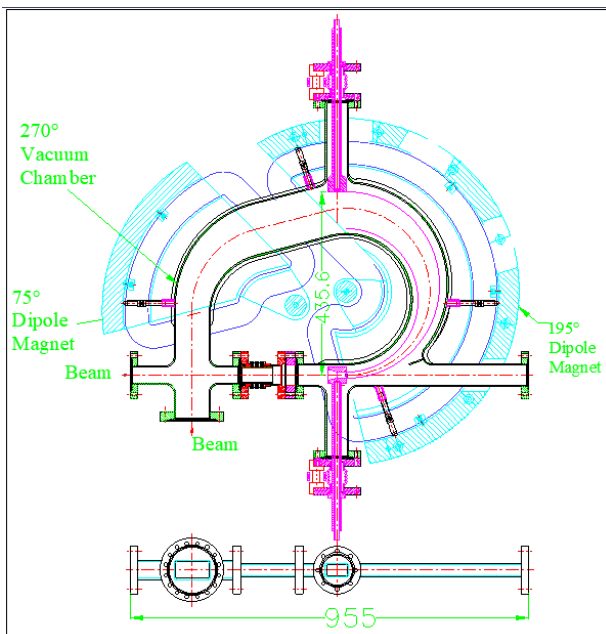 270°
Vacuum
Chamber
75°
Dipole
Magnet
435.6
195°
Dipole
Magnet
Beam
Beam
955